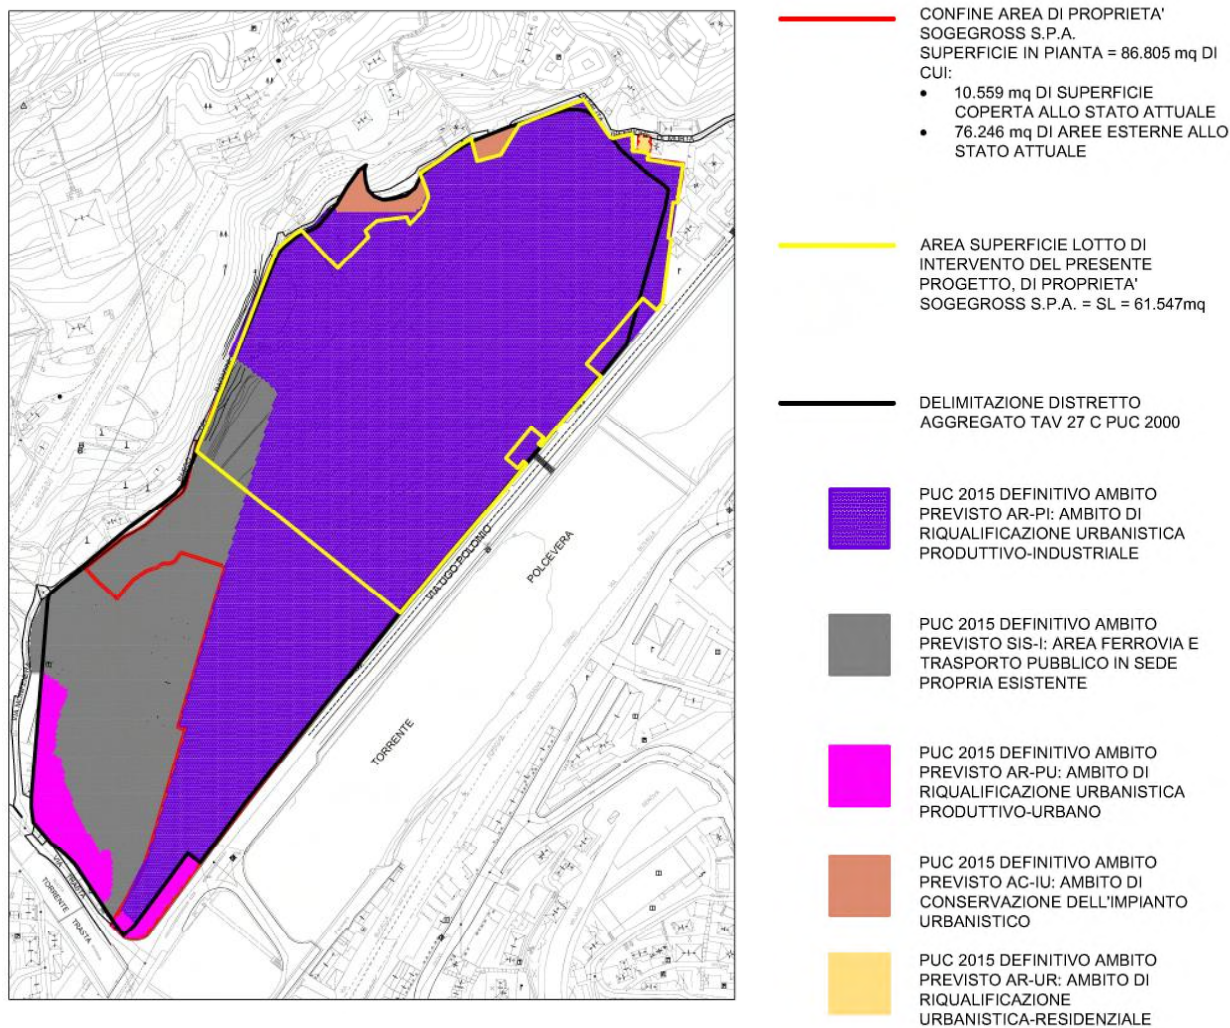 CONFINE AREA DI PROPRIETA'
SOGEGROSS S.P.A.
SUPERFICIE IN PIANTA = 86.805 mq DI
CUI:
• 10.559 mq DI SUPERFICIE
COPERTA ALLO STATO ATTUALE
• 76.246 mq DI AREE ESTERNE ALLO
STATO ATTUALE
AREA SUPERFICIE LOTTO DI
INTERVENTO DEL PRESENTE
PROGETTO, DI PROPRIETA'
SOGEGROSS S.P.A. = SL = 61.547mq
DELIMITAZIONE DISTRETTO
AGGREGATO TAV 27 C PUC 2000
PUC 2015 DEFINITIVO AMBITO
PREVISTO AR-PI: AMBITO DI
RIQUALIFICAZIONE URBANISTICA
PRODUTTIVO-INDUSTRIALE
PUC 2015 DEFINITIVO AMBITO
PREVISTO SIS-I: AREA FERROVIA E
TRASPORTO PUBBLICO IN SEDE
PROPRIA ESISTENTE
PUC 2015 DEFINITIVO AMBITO
PREVISTO AR-PU: AMBITO DI
RIQUALIFICAZIONE URBANISTICA
PRODUTTIVO-URBANO
PUC 2015 DEFINITIVO AMBITO
PREVISTO AC-IU: AMBITO DI
CONSERVAZIONE DELL'IMPIANTO
URBANISTICO
PUC 2015 DEFINITIVO AMBITO
PREVISTO AR-UR: AMBITO DI
RIQUALIFICAZIONE
URBANISTICA-RESIDENZIALE
VIA UGO POLONIO
POLCEVERA
TORRENTE
VIA TRASTA
TORRENTE TRASTA